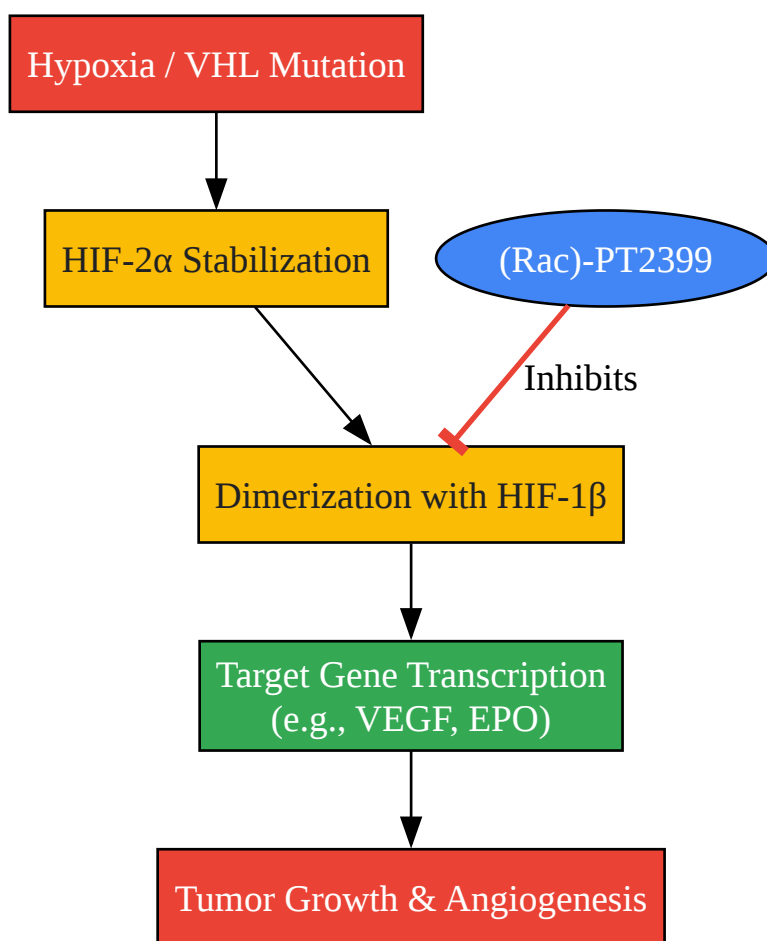 Hypoxia / VHL Mutation
HIF-2α Stabilization
(Rac)-PT2399
Inhibits
Dimerization with HIF-1β
Target Gene Transcription
(e.g., VEGF, EPO)
Tumor Growth & Angiogenesis